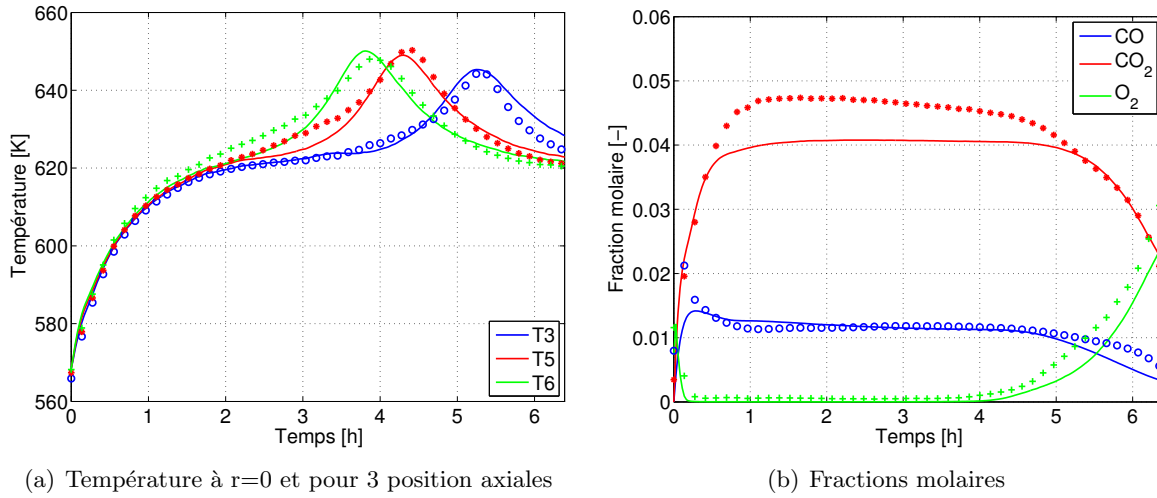 Température [K]
660
640
620
600
580
560
0 1 2 3 4 5 6
Temps [h]
T3
T5
T6
(a) Température à r=0 et pour 3 position axiales
Fraction molaire [−]
0.06
0.05
0.04
0.03
0.02
0.01
0
0 1 2 3 4 5 6
Temps [h]
CO
CO2
O2
(b) Fractions molaires